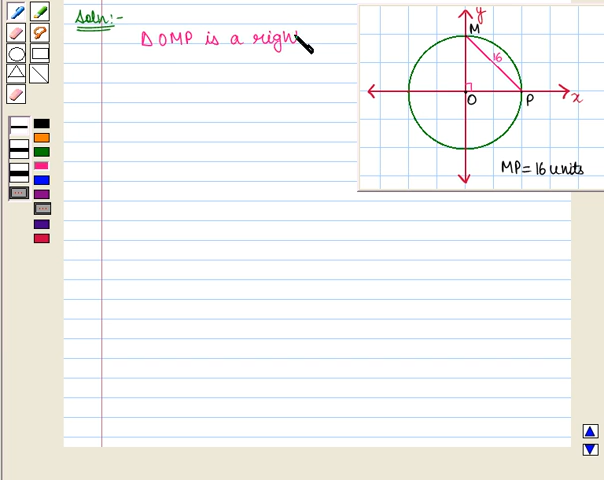 Soln:-
ΔOMP is a righ
y
M
16
O
P
x
MP = 16 units